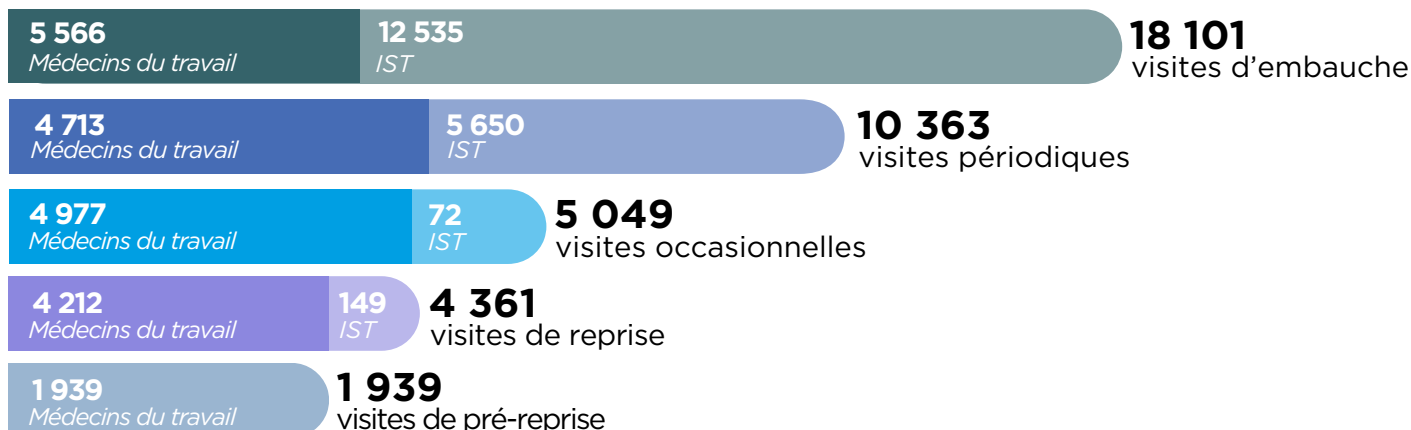 5 566 12 535 18 101
Médecins du travail IST visites d'embauche
4 713 5 650 10 363
Médecins du travail IST visites périodiques
4 977 72 5 049
Médecins du travail IST visites occasionnelles
4 212 149 4 361
Médecins du travail IST visites de reprise
1 939 1 939
Médecins du travail visites de pré-reprise